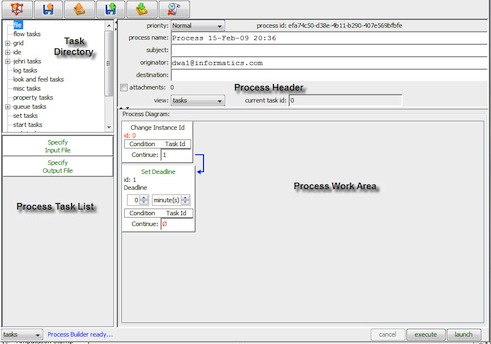 file
flow tasks
grid
ide
jehri tasks
log tasks
look and feel tasks
misc tasks
property tasks
queue tasks
set tasks
start tasks
Task
Directory
Specify
Input File
Specify
Output File
Process Task List
priority: Normal process id: efa74c50-d38e-4b11-b290-407e569bfbfe
process name: Process 15-Feb-09 20:36
subject:
originator: dwal@informatics.com
destination:
attachments: 0
Process Header
view: tasks current task id: 0
Process Diagram:
Change Instance Id
id: 0
Condition Task Id
Continue: 1
Set Deadline
id: 1
Deadline
0 minute(s)
Condition Task Id
Continue: 0
Process Work Area
tasks Process Builder ready... cancel execute launch